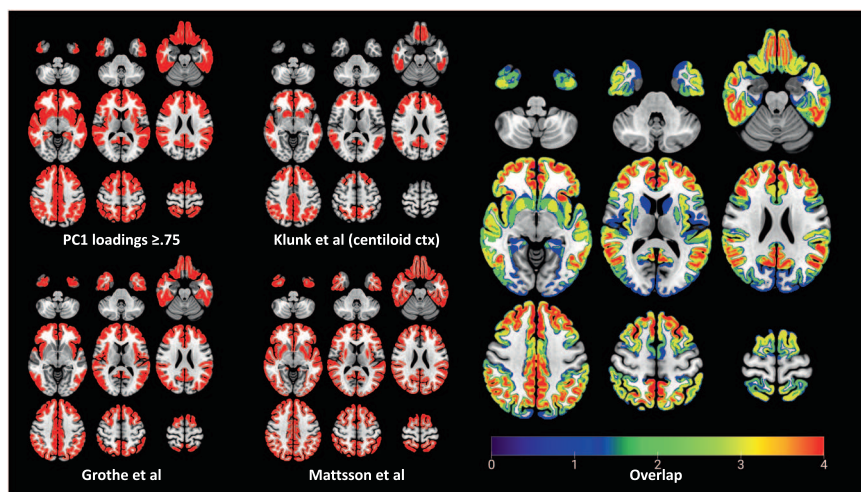 PC1 loadings ≥.75
Klunk et al (centiloid ctx)
Grothe et al
Mattsson et al
0 1 2 3 4
Overlap